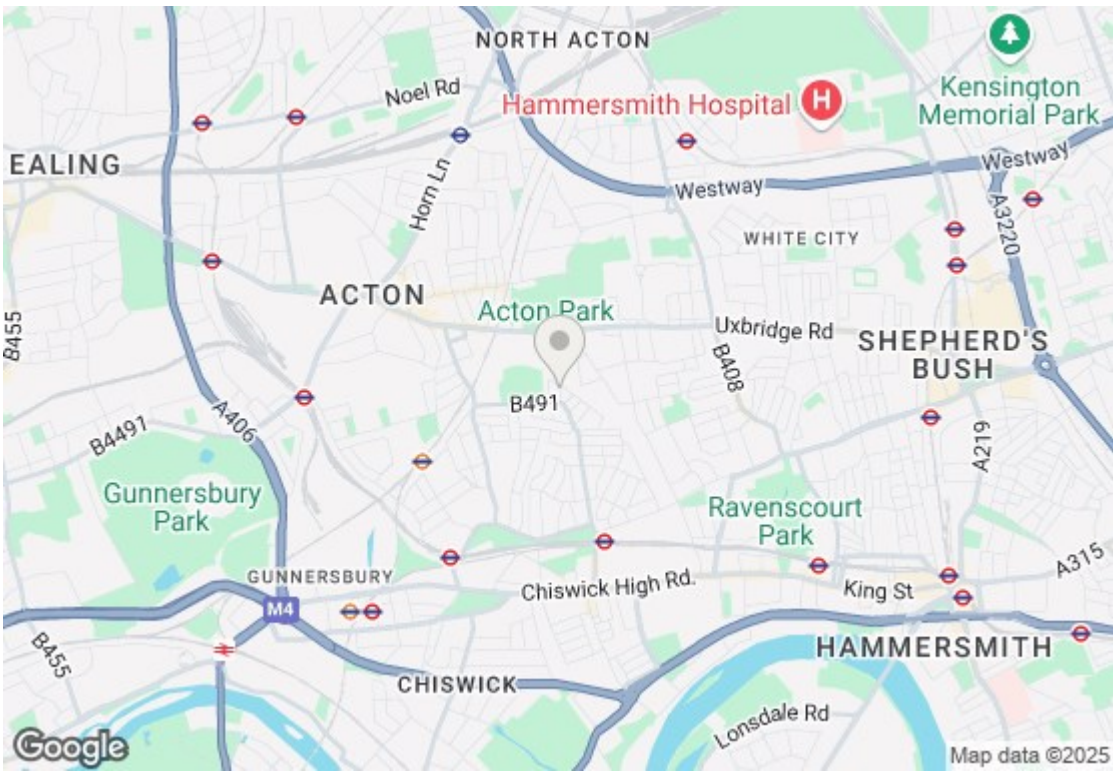 NORTH ACTON
Noel Rd
Hammersmith Hospital
H
Kensington
Memorial Park
EALING
Horn Ln
Westway
Westway
A3220
WHITE CITY
ACTON
Acton Park
Uxbridge Rd
SHEPHERD'S
BUSH
B455
B408
B491
A406
B4491
A219
Gunnersbury
Park
Ravenscourt
Park
GUNNERSBURY
Chiswick High Rd.
King St
A315
M4
B455
HAMMERSMITH
CHISWICK
Lonsdale Rd
Google
Map data ©2025